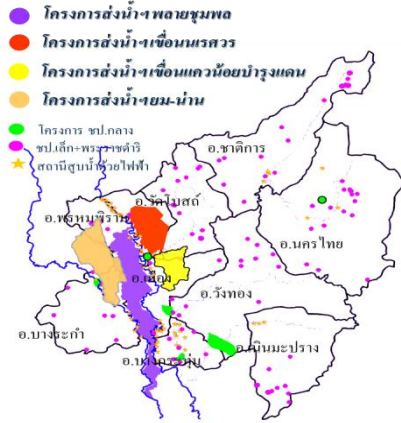 โครงการส่งน้ำฯพลายชุมพล
โครงการส่งน้ำฯเขื่อนนเรศวร
โครงการส่งน้ำฯเขื่อนแควน้อยบำรุงแดน
โครงการส่งน้ำฯยม-น่าน
โครงการ ชป.กลาง
ชป.เล็ก+พระราชดำริ
สถานีสูบน้ำด้วยไฟฟ้า
อ.ชาติการ
อ.วัดโบสถ์
อ.พรหมพิราม
อ.นครไทย
อ.เมือง
อ.วังทอง
อ.บางระกำ
อ.บางกระทุ่ม
อ.เนินมะปราง